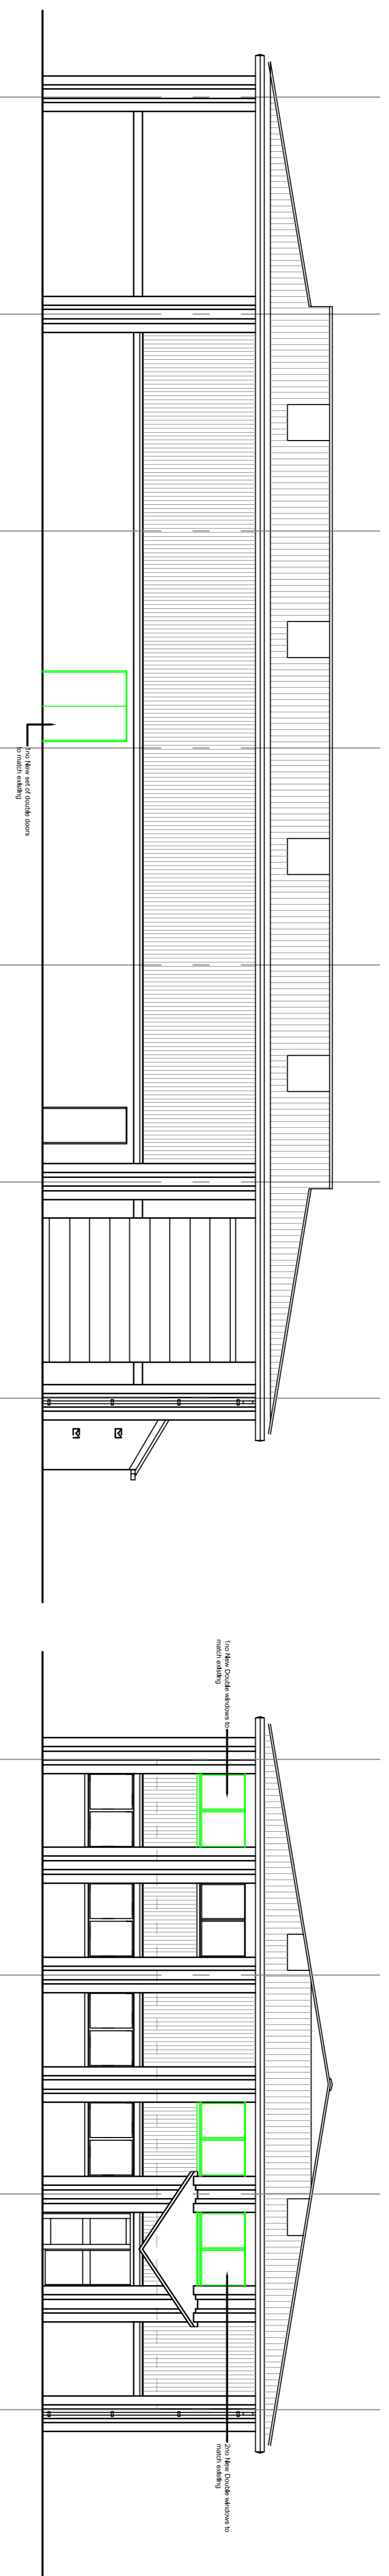 1no New set of double doors
to match existing
1no New Double windows to
match existing
2no New Double windows to
match existing